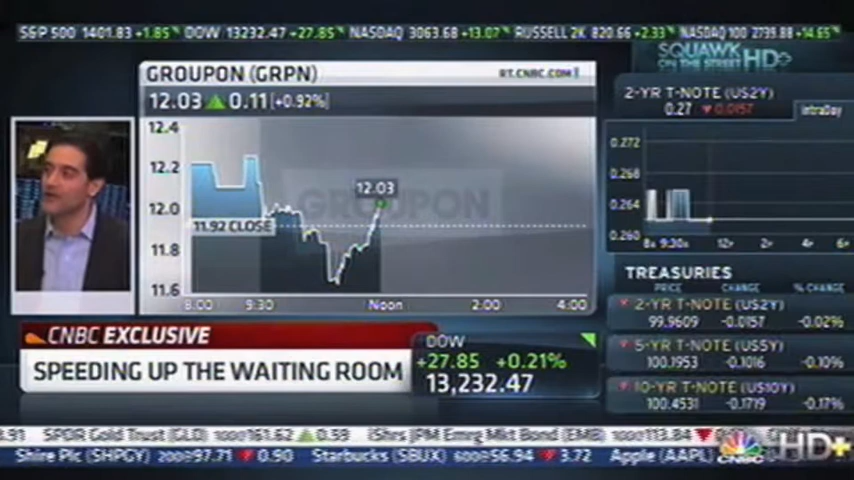 S&P 500 1401.83 +1.85 DOW 13232.47 +27.85 NASDAQ 3063.68 +13.07 RUSSELL 2K 820.66 +2.33 NASDAQ 100 2739.88 +14.65
SQUAWK
ON THE STREET HD+
GROUPON (GRPN)
RT.CNBC.COM
12.03 0.11 [+0.92%]
12.4
12.2
12.0
11.8
11.6
12.03
GROUPON
11.92 CLOSE
8:00 9:30 Noon 2:00 4:00
2-YR T-NOTE (US2Y)
0.27 0.0157
IntraDay
0.272
0.268
0.264
0.260
8a 9:30a 12p 2p 4p 6p
TREASURIES
PRICE CHANGE % CHANGE
2-YR T-NOTE (US2Y)
99.9609 -0.0157 -0.02%
5-YR T-NOTE (US5Y)
100.1953 -0.1016 -0.10%
10-YR T-NOTE (US10Y)
100.4531 -0.1719 -0.17%
CNBC EXCLUSIVE
SPEEDING UP THE WAITING ROOM
DOW
+27.85 +0.21%
13,232.47
.91 SPDR Gold Trust (GLD) 100@161.62 0.59 iShrs JPM Emrg Mkt Bond (EMB) 100@113.84
Shire Plc (SHPGY) 200@97.71 0.90 Starbucks (SBUX) 600@56.94 3.72 Apple (AAPL)
CNBC HD+